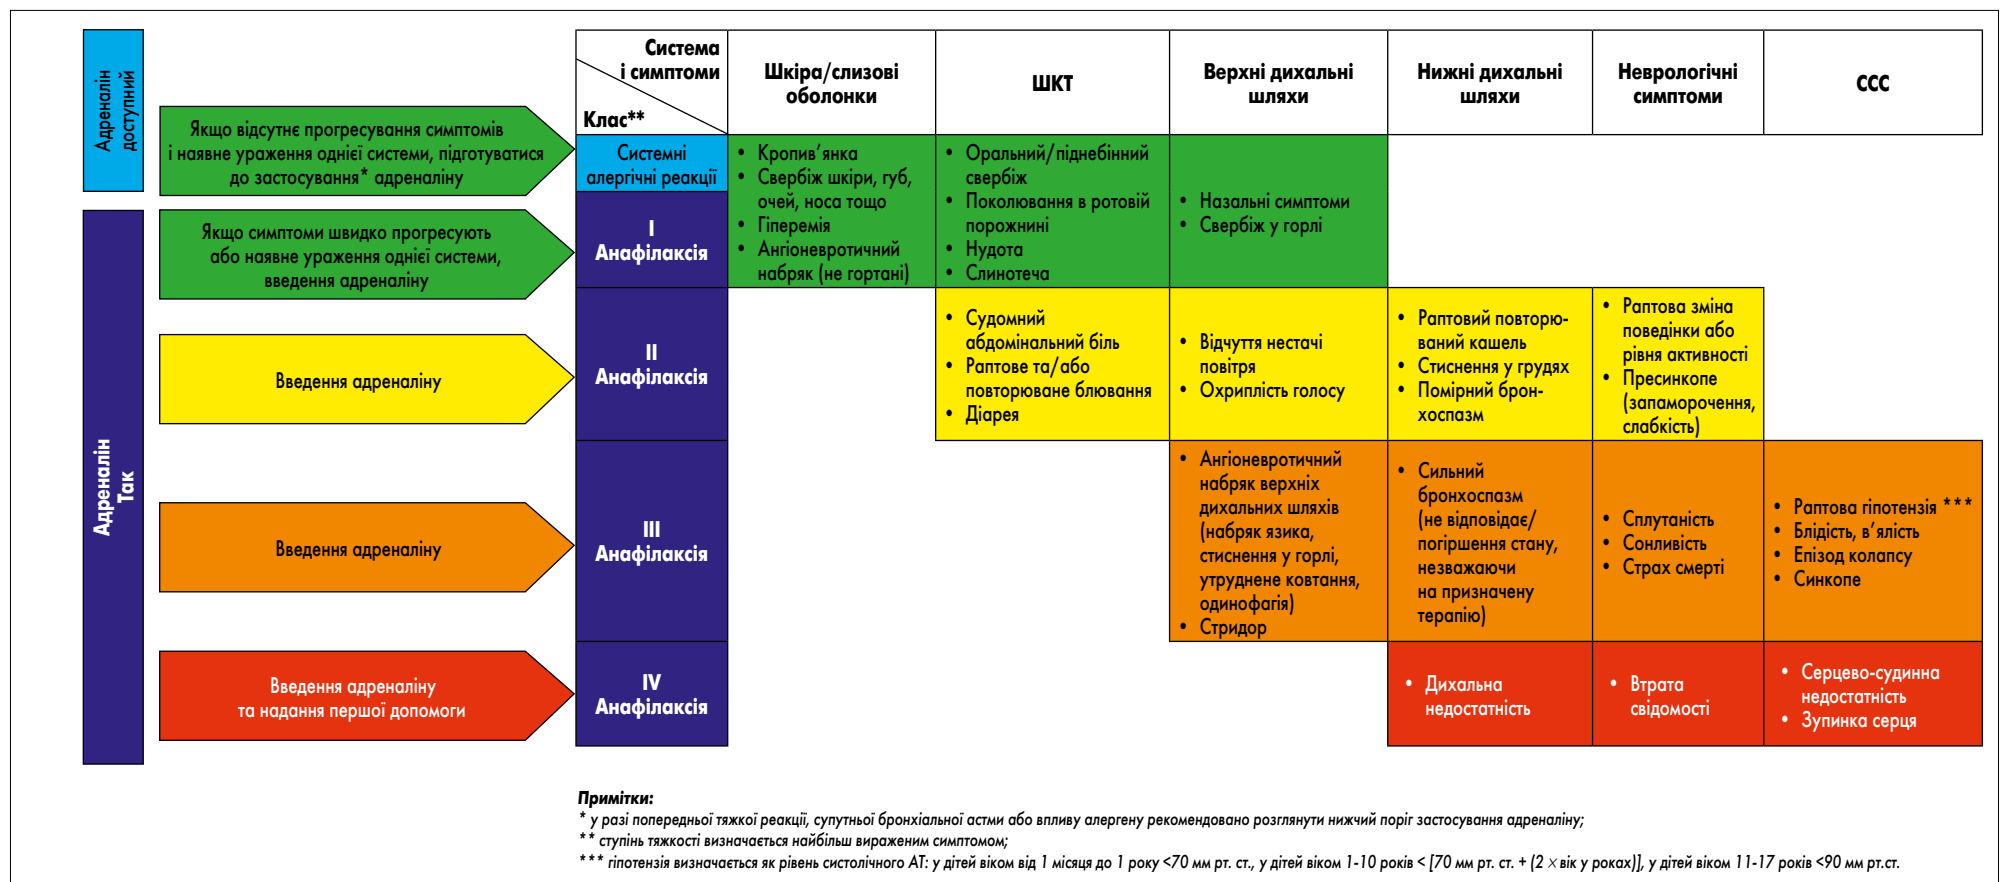 Адреналін
доступний
Адреналін
Так
Якщо відсутнє прогресування симптомів
і наявне ураження однієї системи, підготуватися
до застосування* адреналіну
Якщо симптоми швидко прогресують
або наявне ураження однієї системи,
введення адреналіну
Введення адреналіну
Введення адреналіну
Введення адреналіну
та надання першої допомоги
Система
і симптоми
Клас**
Шкіра/слизові
оболонки
ШКТ
Верхні дихальні
шляхи
Нижні дихальні
шляхи
Неврологічні
симптоми
ССС
Системні
алергічні реакції
I
Анафілаксія
• Кропив’янка
• Свербіж шкіри, губ,
очей, носа тощо
• Гіперемія
• Ангіоневротичний
набряк (не гортані)
• Оральний/піднебінний
свербіж
• Поколювання в ротовій
порожнині
• Нудота
• Слинотеча
• Назальні симптоми
• Свербіж у горлі
II
Анафілаксія
• Судомний
абдомінальний біль
• Раптове та/або
повторюване блювання
• Діарея
• Відчуття нестачі
повітря
• Охриплість голосу
• Раптовий повторю-
ваний кашель
• Стиснення у грудях
• Помірний брон-
хоспазм
• Раптова зміна
поведінки або
рівня активності
• Пресинкопе
(запаморочення,
слабкість)
III
Анафілаксія
• Ангіоневротичний
набряк верхніх
дихальних шляхів
(набряк язика,
стиснення у горлі,
утруднене ковтання,
одинофагія)
• Стридор
• Сильний
бронхоспазм
(не відповідає/
погіршення стану,
незважаючи
на призначену
терапію)
• Сплутаність
• Сонливість
• Страх смерті
• Раптова гіпотензія ***
• Блідість, в’ялість
• Епізод колапсу
• Синкопе
IV
Анафілаксія
• Дихальна
недостатність
• Втрата
свідомості
• Серцево-судинна
недостатність
• Зупинка серця
Примітки:
* у разі попередньої тяжкої реакції, супутньої бронхіальної астми або впливу алергену рекомендовано розглянути нижчий поріг застосування адреналіну;
** ступінь тяжкості визначається найбільш вираженим симптомом;
*** гіпотензія визначається як рівень систолічного АТ: у дітей віком від 1 місяця до 1 року <70 мм рт. ст., у дітей віком 1-10 років < [70 мм рт. ст. + (2 × вік у роках)], у дітей віком 11-17 років <90 мм рт.ст.